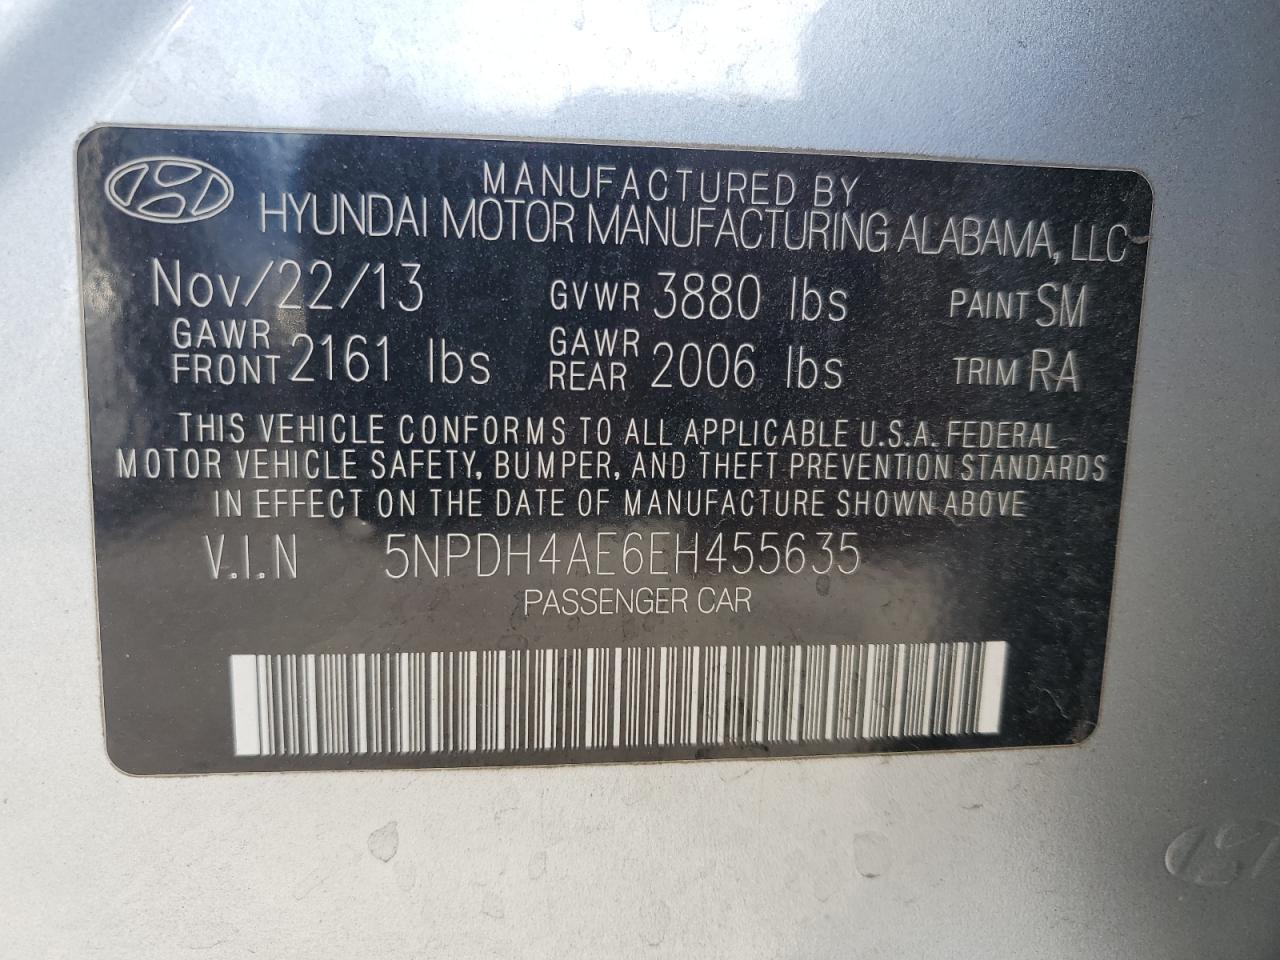 MANUFACTURED BY
HYUNDAI MOTOR MANUFACTURING ALABAMA, LLC
Nov/22/13 GVWR 3880 lbs PAINT SM
GAWR FRONT 2161 lbs GAWR REAR 2006 lbs TRIM RA
THIS VEHICLE CONFORMS TO ALL APPLICABLE U.S.A. FEDERAL
MOTOR VEHICLE SAFETY, BUMPER, AND THEFT PREVENTION STANDARDS
IN EFFECT ON THE DATE OF MANUFACTURE SHOWN ABOVE
V.I.N 5NPDH4AE6EH455635
PASSENGER CAR